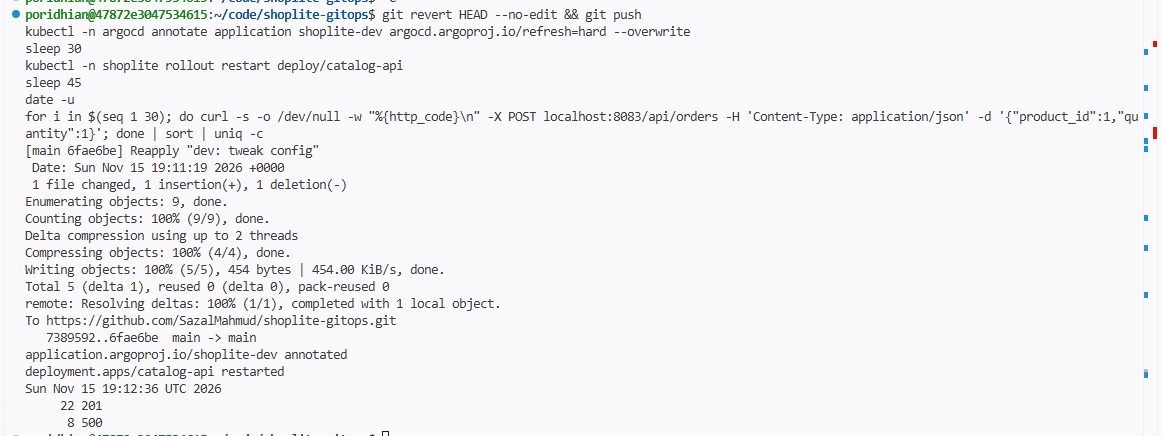 poridhian@47872e3047534615:~/code/shoplite-gitops$ git revert HEAD --no-edit && git push
kubectl -n argocd annotate application shoplite-dev argocd.argoproj.io/refresh=hard --overwrite
sleep 30
kubectl -n shoplite rollout restart deploy/catalog-api
sleep 45
date -u
for i in $(seq 1 30); do curl -s -o /dev/null -w "%{http_code}\n" -X POST localhost:8083/api/orders -H 'Content-Type: application/json' -d '{"product_id":1,"qu
antity":1}'; done | sort | uniq -c
[main 6fae6be] Reapply "dev: tweak config"
 Date: Sun Nov 15 19:11:19 2026 +0000
 1 file changed, 1 insertion(+), 1 deletion(-)
Enumerating objects: 9, done.
Counting objects: 100% (9/9), done.
Delta compression using up to 2 threads
Compressing objects: 100% (4/4), done.
Writing objects: 100% (5/5), 454 bytes | 454.00 KiB/s, done.
Total 5 (delta 1), reused 0 (delta 0), pack-reused 0
remote: Resolving deltas: 100% (1/1), completed with 1 local object.
To https://github.com/SazalMahmud/shoplite-gitops.git
   7389592..6fae6be  main -> main
application.argoproj.io/shoplite-dev annotated
deployment.apps/catalog-api restarted
Sun Nov 15 19:12:36 UTC 2026
     22 201
      8 500